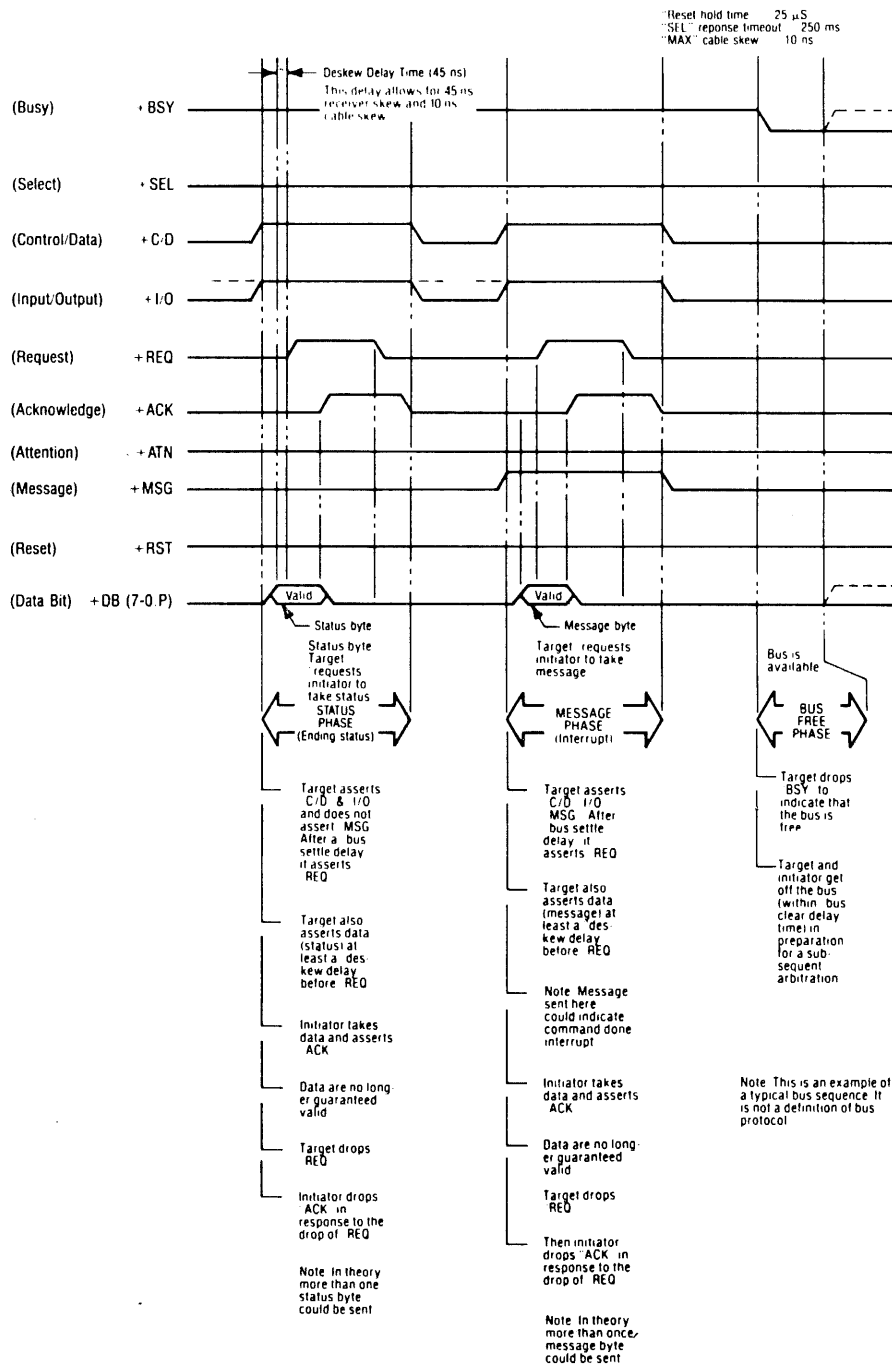 "Reset hold time 25 µS
"SEL" reponse timeout 250 ms
"MAX" cable skew 10 ns
Deskew Delay Time (45 ns)
This delay allows for 45 ns
receiver skew and 10 ns
cable skew
(Busy) + BSY
(Select) + SEL
(Control/Data) + C/D
(Input/Output) + I/O
(Request) + REQ
(Acknowledge) + ACK
(Attention) + ATN
(Message) + MSG
(Reset) + RST
(Data Bit) +DB (7-0.P)
Valid
Valid
Status byte
Status byte
Target
requests
initiator to
take status
STATUS
PHASE
(Ending status)
Message byte
Target requests
initiator to take
message
MESSAGE
PHASE
(Interrupt)
Bus is
available
BUS
FREE
PHASE
Target asserts
C/D & I/O
and does not
assert MSG
After a bus
settle delay
it asserts
REQ
Target also
asserts data
(status) at
least a des-
kew delay
before REQ
Initiator takes
data and asserts
ACK
Data are no long-
er guaranteed
valid
Target drops
REQ
Initiator drops
"ACK in
response to the
drop of REQ
Note In theory
more than one
status byte
could be sent
Target asserts
C/D I/O
MSG After
bus settle
delay it
asserts REQ
Target also
asserts data
(message) at
least a des-
kew delay
before REQ
Note Message
sent here
could indicate
command done
interrupt
Initiator takes
data and asserts
ACK
Data are no long-
er guaranteed
valid
Target drops
REQ
Then initiator
drops "ACK in
response to the
drop of REQ
Note In theory
more than once/
message byte
could be sent
Target drops
BSY to
indicate that
the bus is
free
Target and
initiator get
off the bus
(within bus
clear delay
time) in
preparation
for a sub-
sequent
arbitration
Note This is an example of
a typical bus sequence It
is not a definition of bus
protocol